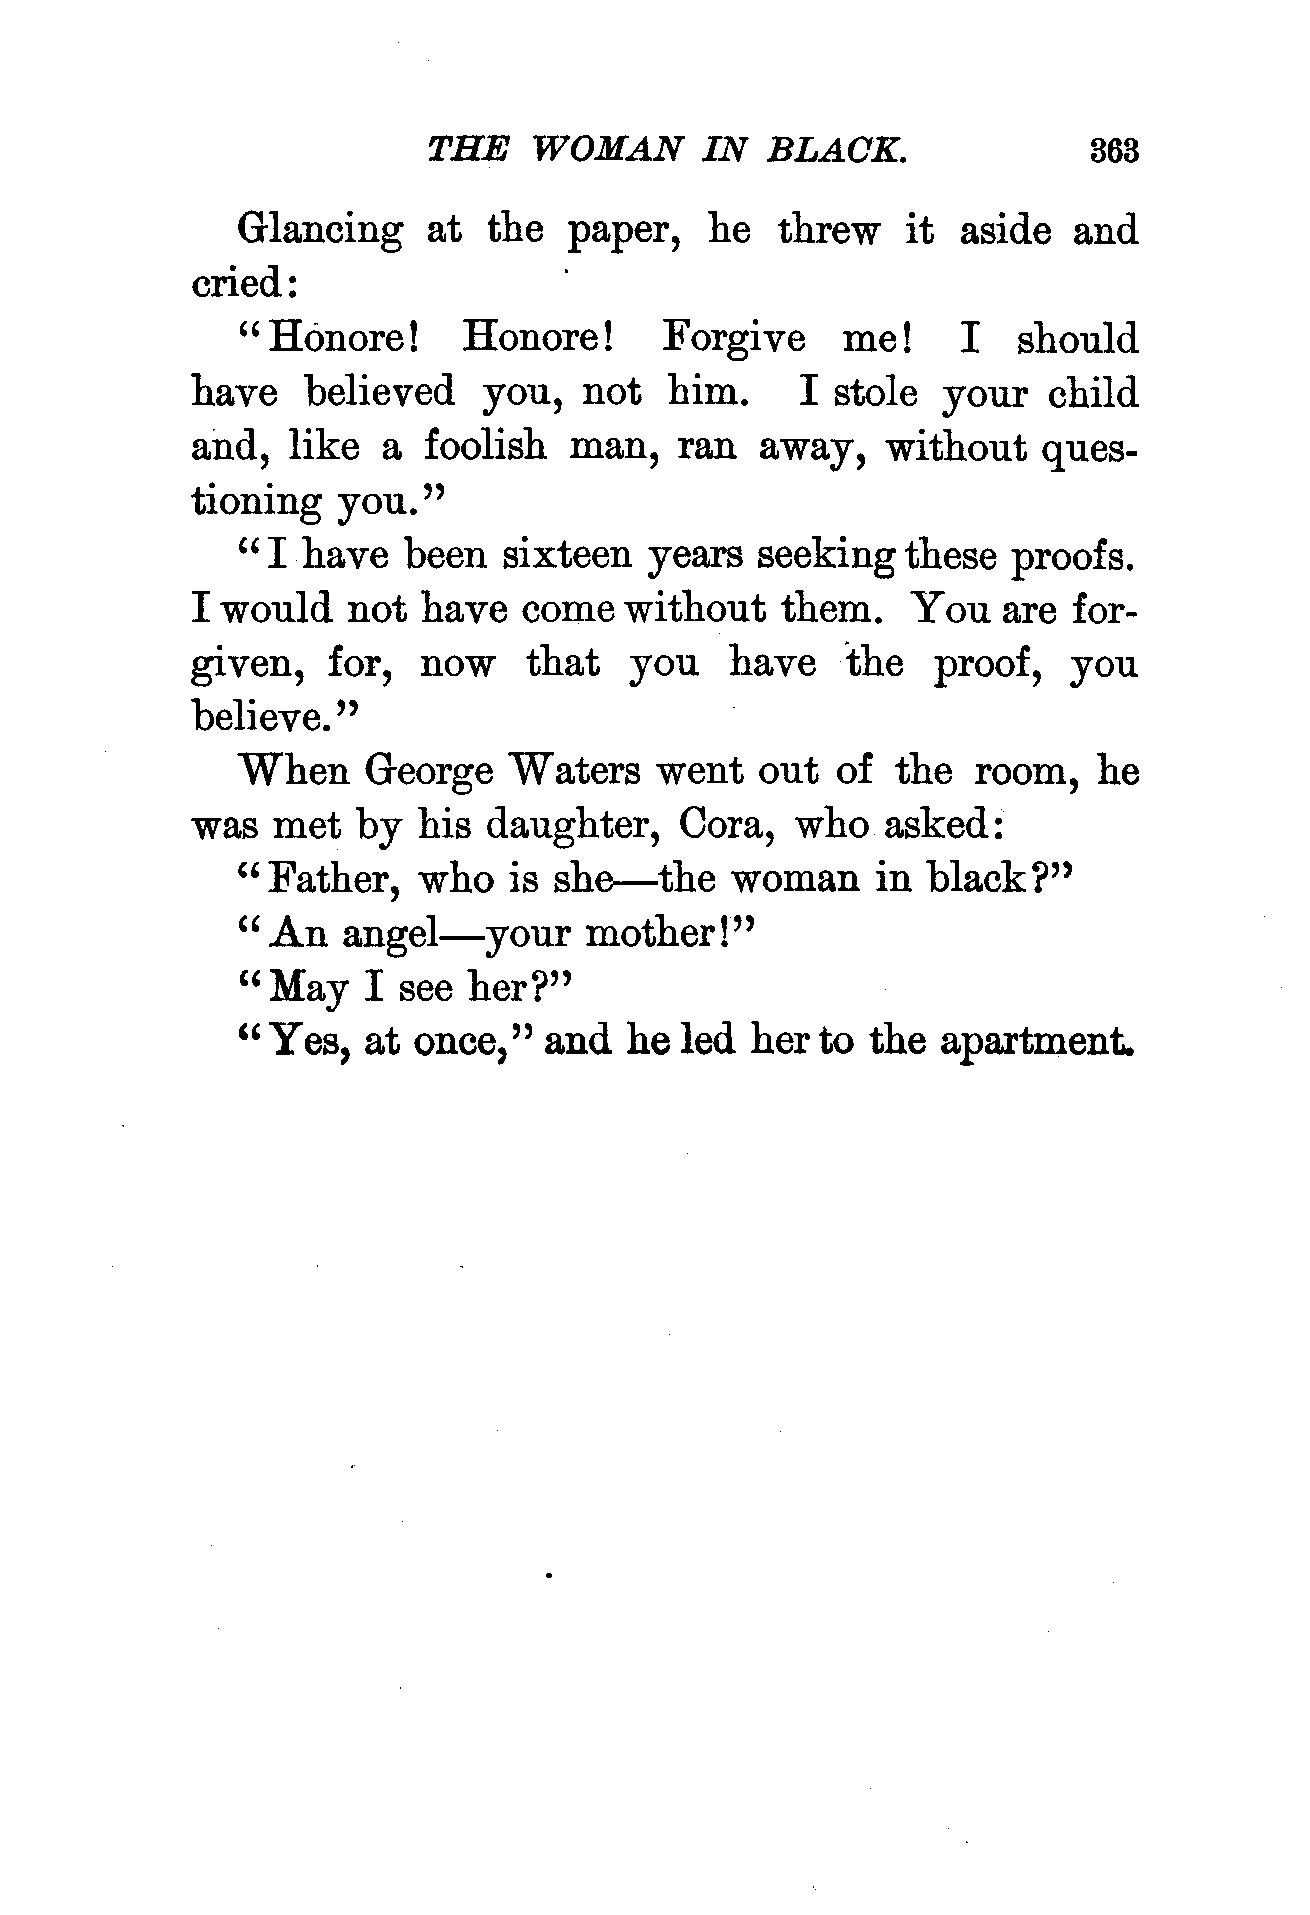 THE WOMAN IN BLACK. 363
Glancing at the paper, he threw it aside and
cried:
"Honore! Honore! Forgive me! I should
have believed you, not him. I stole your child
and, like a foolish man, ran away, without ques-
tioning you."
"I have been sixteen years seeking these proofs.
I would not have come without them. You are for-
given, for, now that you have the proof, you
believe."
When George Waters went out of the room, he
was met by his daughter, Cora, who asked:
"Father, who is she—the woman in black?"
"An angel—your mother!"
"May I see her?"
"Yes, at once," and he led her to the apartment.